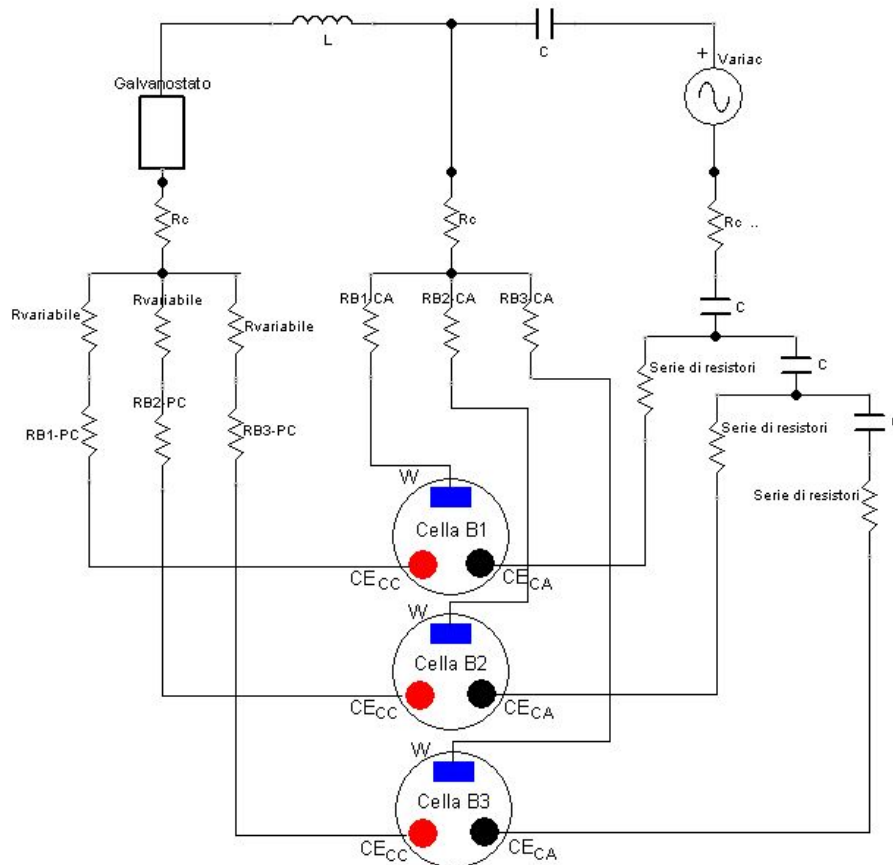 L
C
+
Variac
Galvanostato
Rc
Rc
Rc ..
Rvariabile
Rvariabile
Rvariabile
RB1-CA
RB2-CA
RB3-CA
C
Serie di resistori
C
RB1-PC
RB2-PC
RB3-PC
Serie di resistori
Serie di resistori
W
Cella B1
CECC
CECA
W
Cella B2
CECC
CECA
W
Cella B3
CECC
CECA